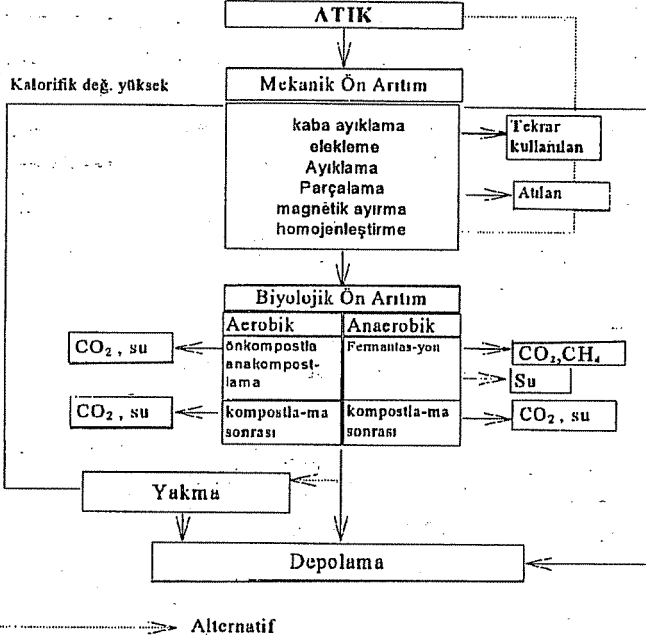 ATIK
Kalorifik değ. yüksek
Mekanik Ön Arıtım
kaba ayıklama
elekleme
Ayıklama
Parçalama
magnetik ayırma
homojenleştirme
Tekrar
kullanılan
Atılan
Biyolojik Ön Arıtım
Aerobik
Anaerobik
önkompostla
anakompost-
lama
Fermantas-yon
CO₂ , su
CO₂,CH₄
Su
kompostla-ma
sonrası
kompostla-ma
sonrası
CO₂ , su
CO₂ , su
Yakma
Depolama
Alternatif